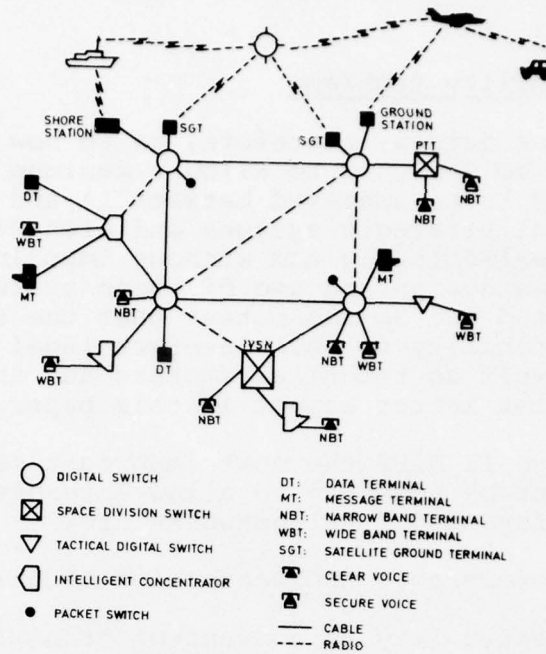 SHORE
STATION
SGT
GROUND
STATION
SGT
PTT
NBT
NBT
DT
WBT
MT
NBT
MT
WBT
DT
IVSN
NBT
WBT
WBT
NBT
NBT
DIGITAL SWITCH
SPACE DIVISION SWITCH
TACTICAL DIGITAL SWITCH
INTELLIGENT CONCENTRATOR
PACKET SWITCH
DT: DATA TERMINAL
MT: MESSAGE TERMINAL
NBT: NARROW BAND TERMINAL
WBT: WIDE BAND TERMINAL
SGT: SATELLITE GROUND TERMINAL
CLEAR VOICE
SECURE VOICE
CABLE
RADIO